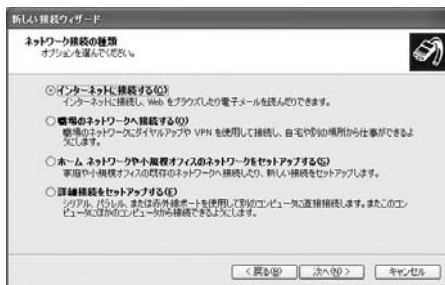 新しい接続ウィザード
ネットワーク接続の種類
オプションを選んでください。
インターネットに接続する(C)
インターネットに接続し、Web をブラウズしたり電子メールを読んだりできます。
職場のネットワークへ接続する(O)
職場のネットワークにダイヤルアップや VPN を使用して接続し、自宅や別の場所から仕事ができるよ
うにします。
ホーム ネットワークや小規模オフィスのネットワークをセットアップする(S)
家庭や小規模オフィスの既存のネットワークへ接続したり、新しい接続をセットアップします。
詳細接続をセットアップする(E)
シリアル、パラレル、または赤外線ポートを使用して別のコンピュータに直接接続します。またこのコン
ピュータにほかのコンピュータから接続できるようにします。
< 戻る(B)
次へ(N) >
キャンセル